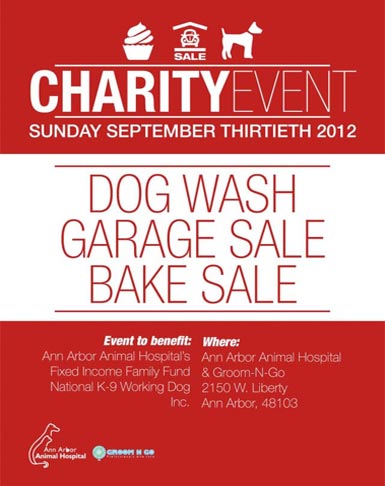 SALE
CHARITYEVENT
SUNDAY SEPTEMBER THIRTIETH 2012
DOG WASH
GARAGE SALE
BAKE SALE
Event to benefit:
Ann Arbor Animal Hospital's
Fixed Income Family Fund
National K-9 Working Dog
Inc.
Where:
Ann Arbor Animal Hospital
& Groom-N-Go
2150 W. Liberty
Ann Arbor, 48103
Ann Arbor
Animal Hospital
GROOM N GO